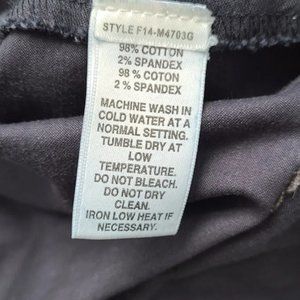 STYLE F14-M4703G
98% COTTON
2% SPANDEX
98 % COTON
2 % SPANDEX
MACHINE WASH IN
COLD WATER AT A
NORMAL SETTING.
TUMBLE DRY AT
LOW
TEMPERATURE.
DO NOT BLEACH.
DO NOT DRY
CLEAN.
IRON LOW HEAT IF
NECESSARY.